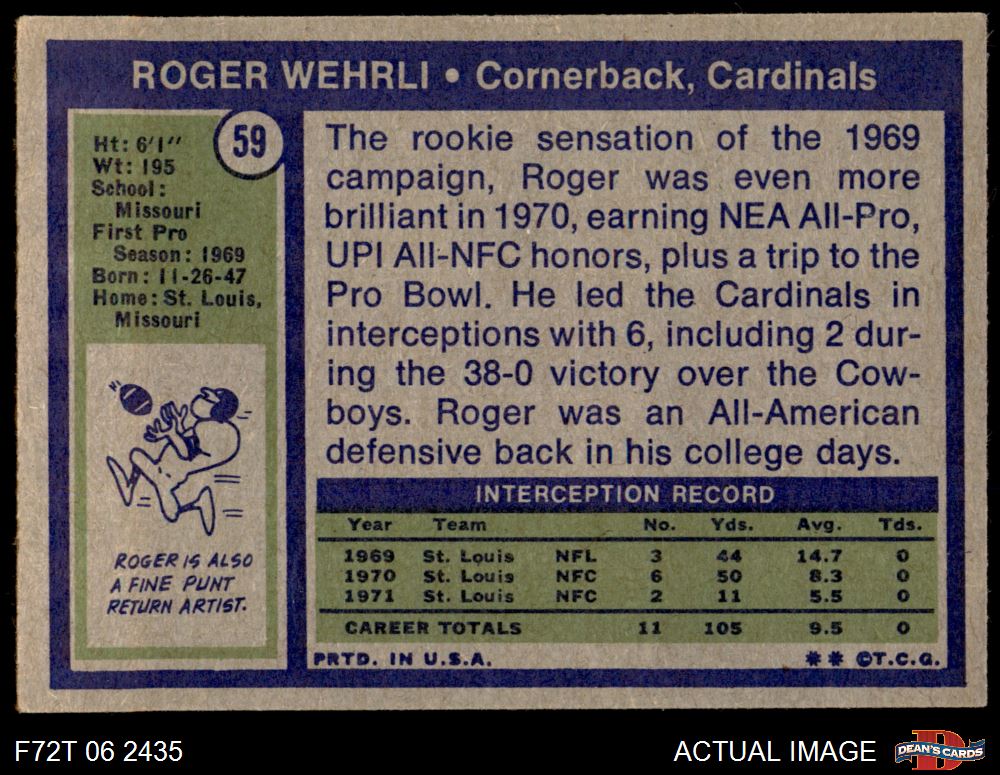 ROGER WEHRLI • Cornerback, Cardinals
59
Ht: 6'1"
Wt: 195
School:
Missouri
First Pro
Season: 1969
Born: 11-26-47
Home: St. Louis,
Missouri
ROGER IS ALSO
A FINE PUNT
RETURN ARTIST.
The rookie sensation of the 1969
campaign, Roger was even more
brilliant in 1970, earning NEA All-Pro,
UPI All-NFC honors, plus a trip to the
Pro Bowl. He led the Cardinals in
interceptions with 6, including 2 dur-
ing the 38-0 victory over the Cow-
boys. Roger was an All-American
defensive back in his college days.
INTERCEPTION RECORD
Year Team No. Yds. Avg. Tds.
1969 St. Louis NFL 3 44 14.7 0
1970 St. Louis NFC 6 50 8.3 0
1971 St. Louis NFC 2 11 5.5 0
CAREER TOTALS 11 105 9.5 0
PRTD. IN U.S.A. ** ©T.C.G.
F72T 06 2435
ACTUAL IMAGE
D
DEAN'S CARDS